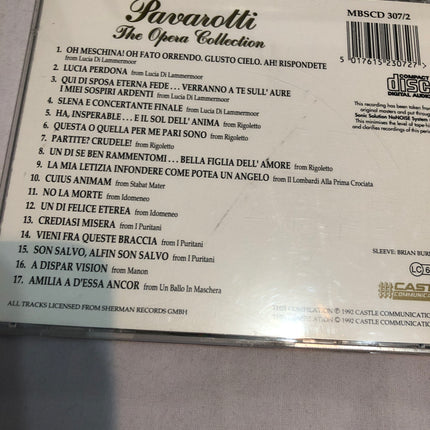 Pavarotti
The Opera Collection
MBSCD 307/2
5 017615 230727
1. OH MESCHINA! OH FATO ORRENDO. GLUSTO CIELO. AH! RISPONDETE
from Lucia Di Lammermoor
2. LUCIA PERDONA from Lucia Di Lammermoor
3. QUI DI SPOSA ETERNA FEDE . . . VERRANNO A TE SULL' AURE
I MIEI SOSPIRI ARDENTI from Lucia Di Lammermoor
4. SLENA E CONCERTANTE FINALE from Lucia Di Lammermoor
5. HA, INSPERABLE . . . E IL SOL DELL' ANIMA from Rigoletto
6. QUESTA O QUELLA PER ME PARI SONO from Rigoletto
7. PARTITE? CRUDELE! from Rigoletto
8. UN DI SE BEN RAMMENTOMI . . . BELLA FIGLIA DELL' AMORE from Rigoletto
9. LA MIA LETIZIA INFONDERE COME POTEA UN ANGELO from II Lombardi Alla Prima Crociata
10. CUIUS ANIMAM from Stabat Mater
11. NO LA MORTE from Idomeneo
12. UN DI FELICE ETEREA from Idomeneo
13. CREDIASI MISERA from I Puritani
14. VIENI FRA QUESTE BRACCIA from I Puritani
15. SON SALVO, ALFIN SON SALVO from I Puritani
16. A DISPAR VISION from Manon
17. AMILIA A D'ESSA ANCOR from Un Ballo In Maschera
ALL TRACKS LICENSED FROM SHERMAN RECORDS GMBH
COMPACT
DIGITAL AUDIO
This recording has been taken from
original masters and put through
Sonic Solution NoNOISE
This minimises the level of tape
and clarifies recordings of this period
SLEEVE: BRIAN BUR
LC 6
CASTLE
COMMUNICATIONS
THIS COMPILATION ℗ 1992 CASTLE COMMUNICATION
THIS COMPILATION © 1992 CASTLE COMMUNICATION